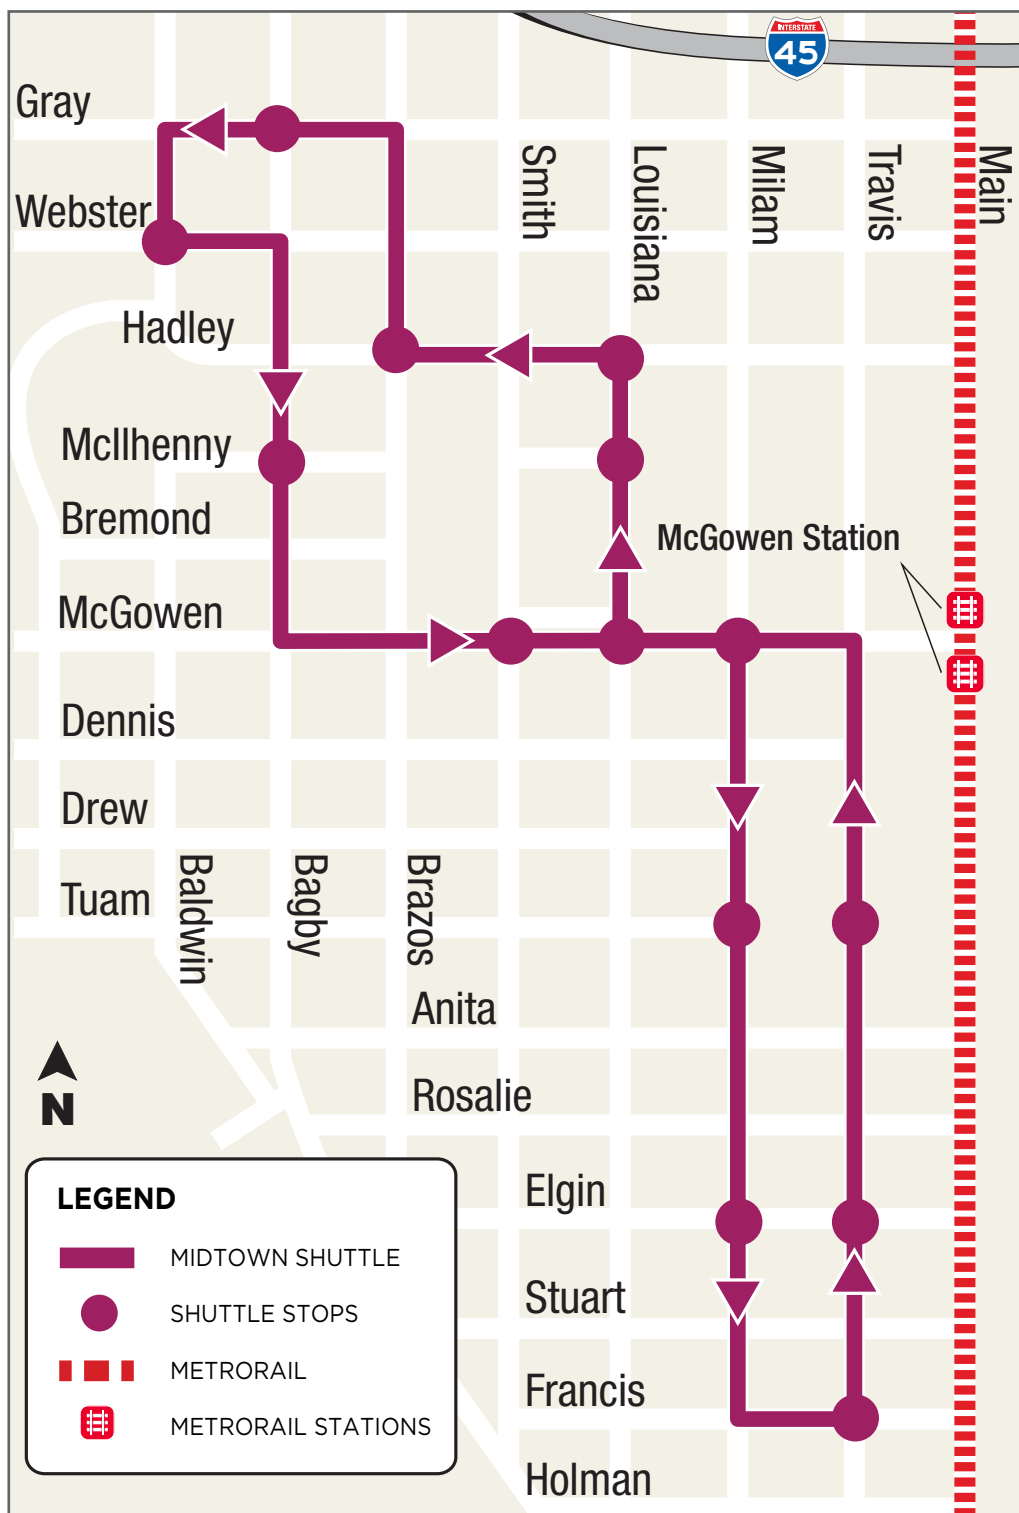 INTERSTATE
45
Gray
Smith
Louisiana
Milam
Travis
Main
Webster
Hadley
McIlhenny
Bremond
McGowen Station
McGowen
Dennis
Drew
Tuam
Baldwin
Bagby
Brazos
Anita
Rosalie
N
Elgin
Stuart
Francis
Holman
LEGEND
MIDTOWN SHUTTLE
SHUTTLE STOPS
METRORAIL
METRORAIL STATIONS